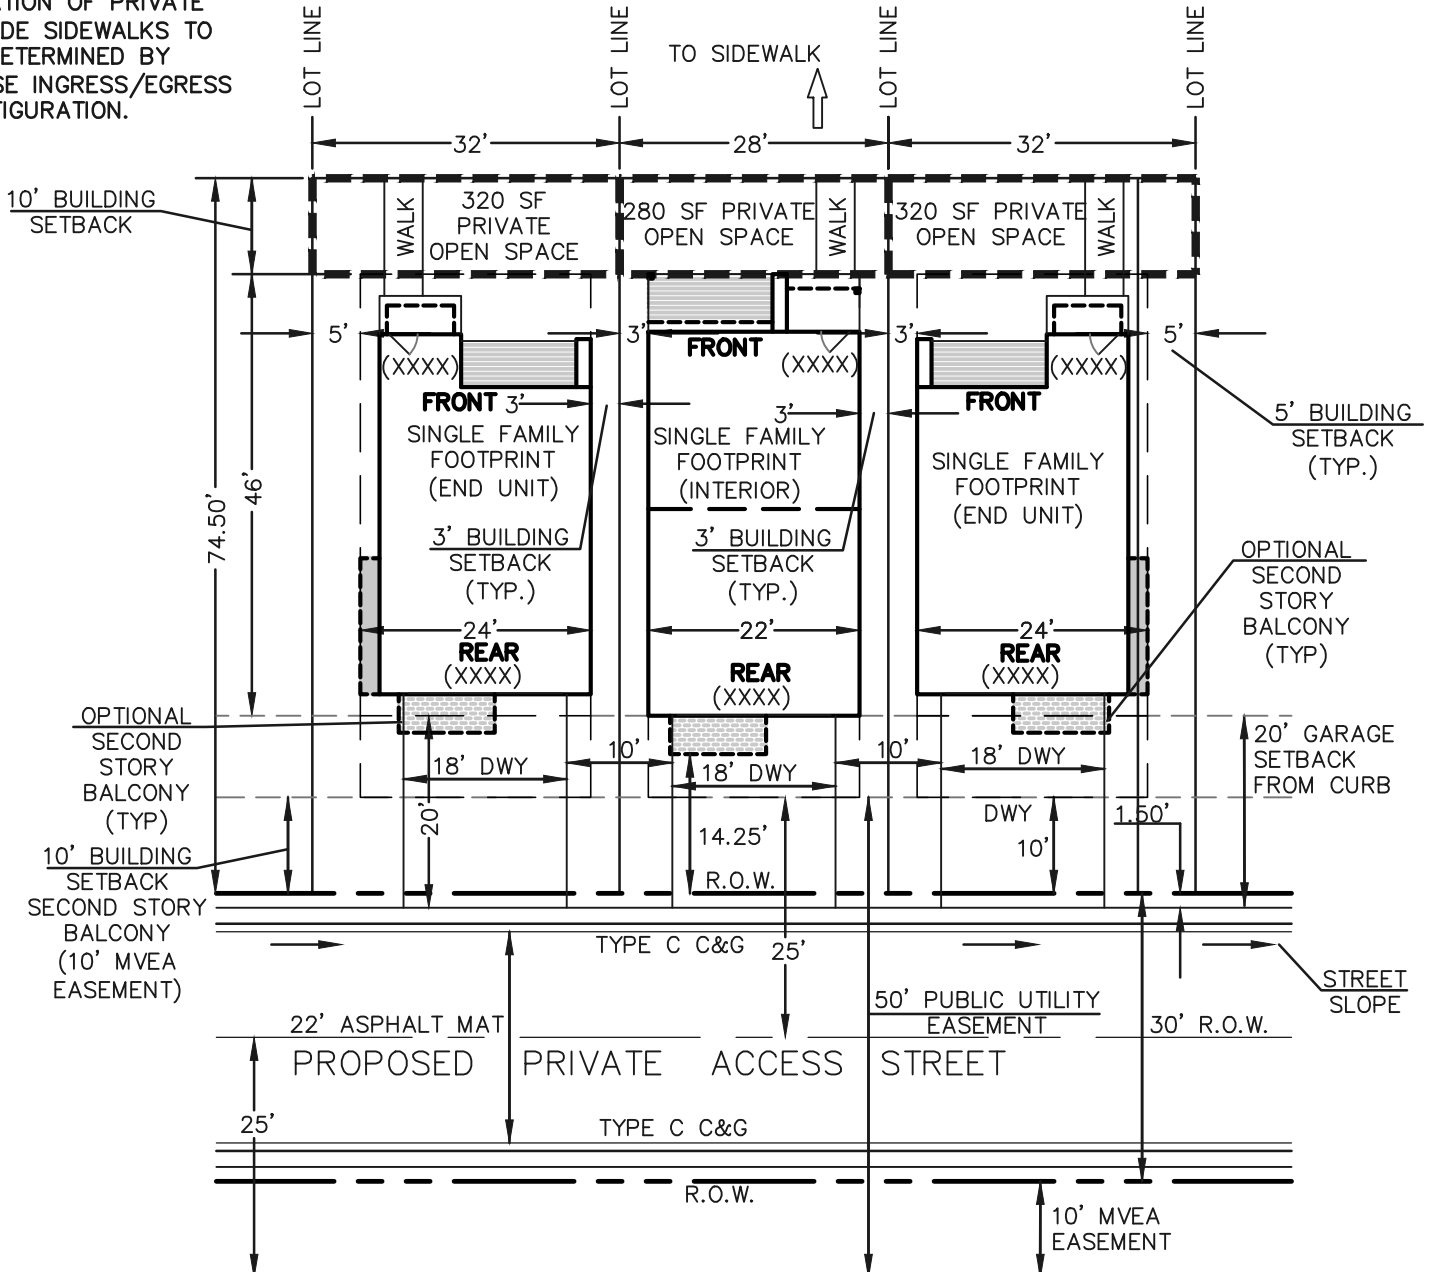 TION OF PRIVATE
DE SIDEWALKS TO
ETERMINED BY
SE INGRESS/EGRESS
FIGURATION.
LOT LINE
LOT LINE
LOT LINE
LOT LINE
TO SIDEWALK
32'
28'
32'
10' BUILDING
SETBACK
WALK
320 SF
PRIVATE
OPEN SPACE
280 SF PRIVATE
OPEN SPACE
WALK
320 SF PRIVATE
OPEN SPACE
WALK
5'
3'
3'
5'
(XXXX)
FRONT
3'
SINGLE FAMILY
FOOTPRINT
(END UNIT)
3' BUILDING
SETBACK
(TYP.)
24'
REAR
(XXXX)
FRONT
(XXXX)
3'
SINGLE FAMILY
FOOTPRINT
(INTERIOR)
3' BUILDING
SETBACK
(TYP.)
22'
REAR
(XXXX)
(XXXX)
FRONT
SINGLE FAMILY
FOOTPRINT
(END UNIT)
24'
REAR
(XXXX)
5' BUILDING
SETBACK
(TYP.)
OPTIONAL
SECOND
STORY
BALCONY
(TYP)
74.50'
46'
OPTIONAL
SECOND
STORY
BALCONY
(TYP)
18' DWY
10'
18' DWY
10'
18' DWY
20' GARAGE
SETBACK
FROM CURB
20'
14.25'
DWY
10'
1.50'
10' BUILDING
SETBACK
SECOND STORY
BALCONY
(10' MVEA
EASEMENT)
R.O.W.
TYPE C C&G
25'
STREET
SLOPE
50' PUBLIC UTILITY
EASEMENT
22' ASPHALT MAT
30' R.O.W.
PROPOSED PRIVATE ACCESS STREET
25'
TYPE C C&G
R.O.W.
10' MVEA
EASEMENT